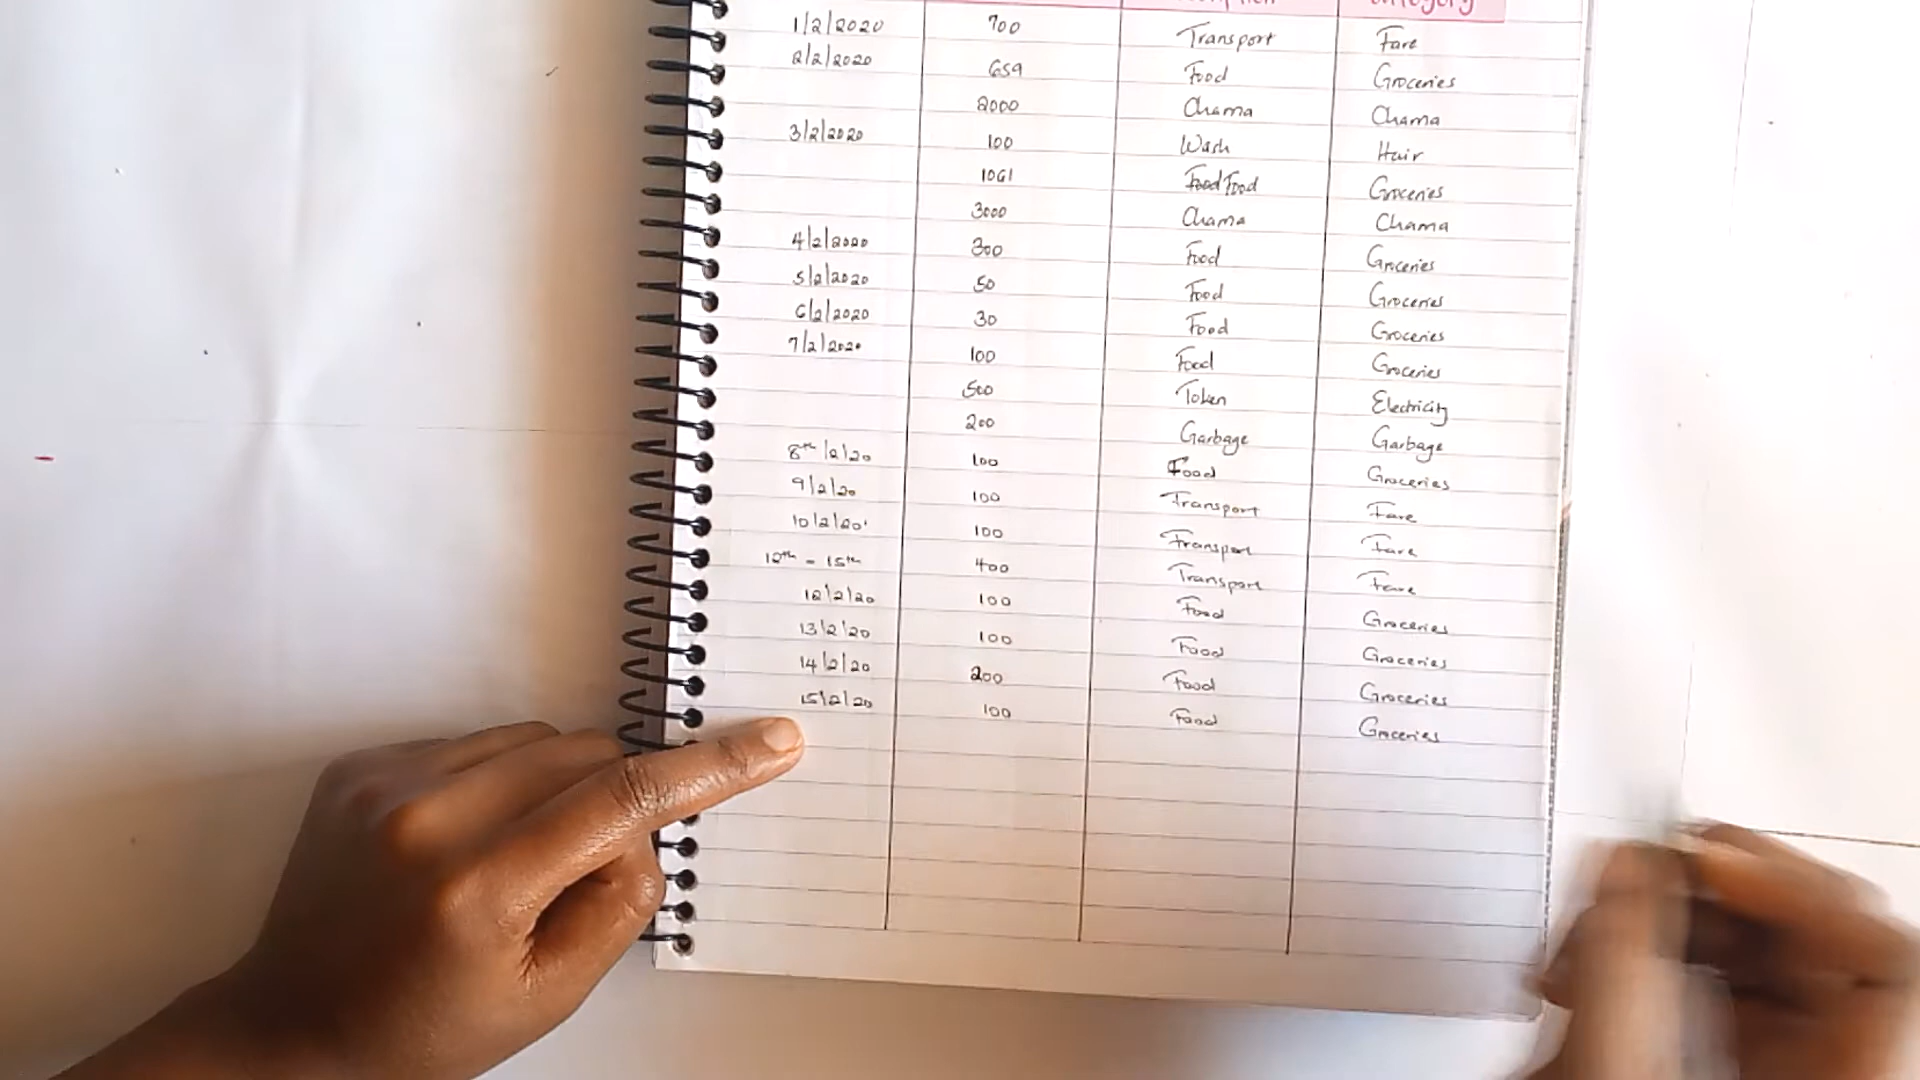 1/2/2020 700 Transport Fare
2/2/2020 659 Food Groceries
2000 Chama Chama
3/2/2020 100 Wash Hair
1061 Food Food Groceries
3000 Chama Chama
4/2/2020 300 Food Groceries
5/2/2020 50 Food Groceries
6/2/2020 30 Food Groceries
7/2/2020 100 Food Groceries
500 Token Electricity
200 Garbage Garbage
8th/2/20 100 Food Groceries
9/2/20 100 Transport Fare
10/2/20 100 Transport Fare
12th - 15th 400 Transport Fare
12/2/20 100 Food Groceries
13/2/20 100 Food Groceries
14/2/20 200 Food Groceries
15/2/20 100 Food Groceries